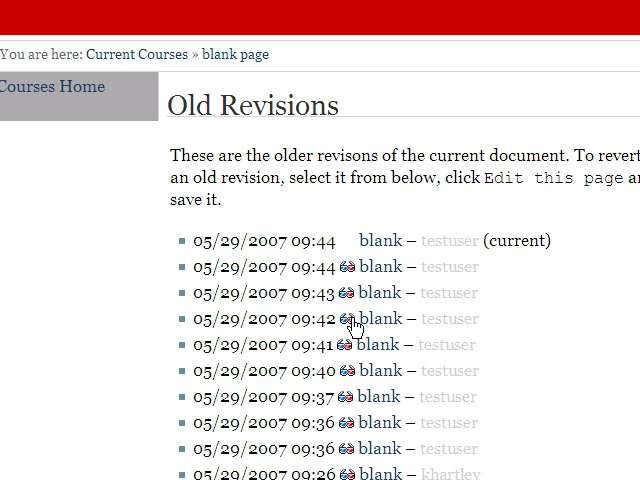 You are here: Current Courses » blank page
Courses Home
Old Revisions
These are the older revisons of the current document. To revert
an old revision, select it from below, click Edit this page an
save it.
05/29/2007 09:44 blank – testuser (current)
05/29/2007 09:44 blank – testuser
05/29/2007 09:43 blank – testuser
05/29/2007 09:42 blank – testuser
05/29/2007 09:41 blank – testuser
05/29/2007 09:40 blank – testuser
05/29/2007 09:37 blank – testuser
05/29/2007 09:36 blank – testuser
05/29/2007 09:36 blank – testuser
05/29/2007 09:26 blank – khartley